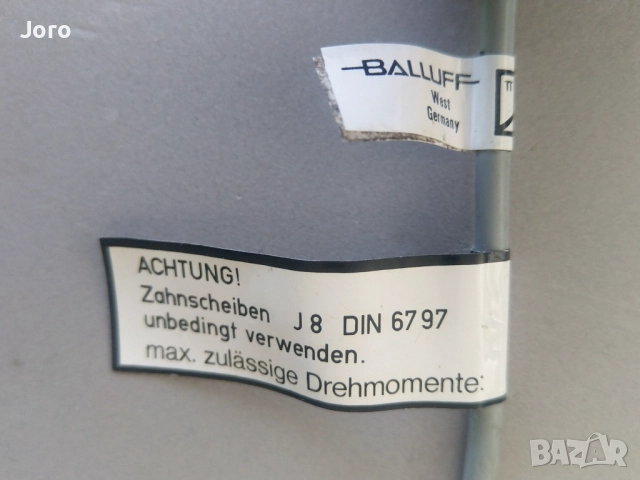 Joro
BALLUFF
West
Germany
ACHTUNG!
Zahnscheiben J 8 DIN 6797
unbedingt verwenden.
max. zulässige Drehmomente:
BAZAR